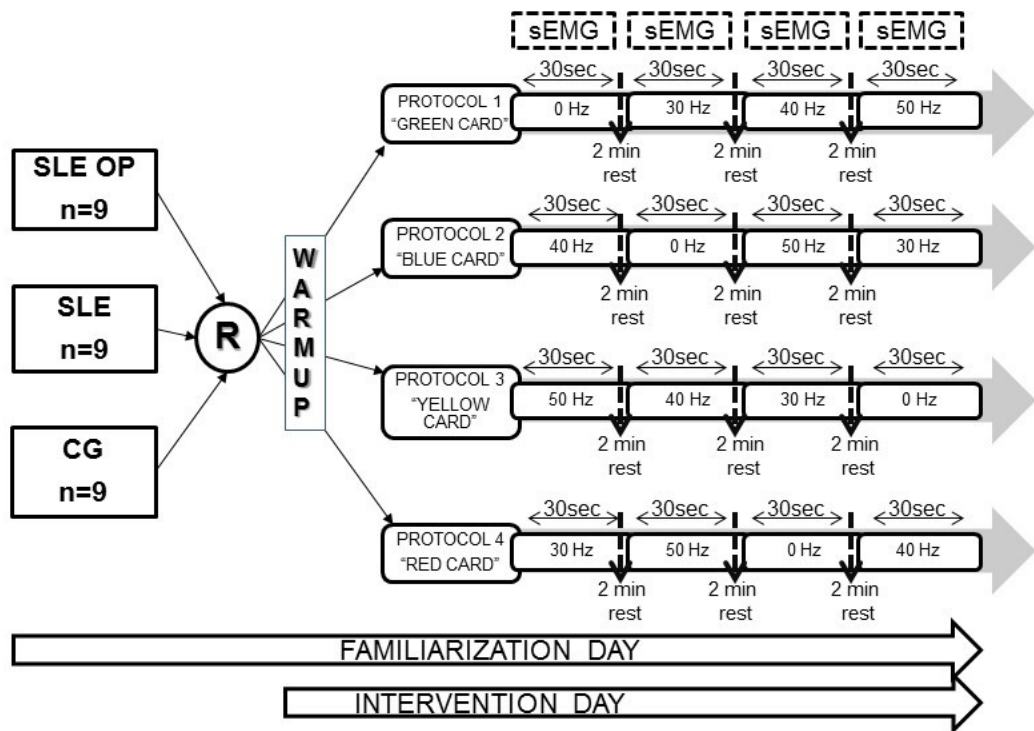 sEMG sEMG sEMG sEMG
30sec 30sec 30sec 30sec
PROTOCOL 1
“GREEN CARD”
0 Hz 30 Hz 40 Hz 50 Hz
2 min
rest
2 min
rest
2 min
rest
SLE OP
n=9
SLE
n=9
CG
n=9
R
WARMUP
30sec 30sec 30sec 30sec
PROTOCOL 2
“BLUE CARD”
40 Hz 0 Hz 50 Hz 30 Hz
2 min
rest
2 min
rest
2 min
rest
30sec 30sec 30sec 30sec
PROTOCOL 3
“YELLOW
CARD”
50 Hz 40 Hz 30 Hz 0 Hz
2 min
rest
2 min
rest
2 min
rest
30sec 30sec 30sec 30sec
PROTOCOL 4
“RED CARD”
30 Hz 50 Hz 0 Hz 40 Hz
2 min
rest
2 min
rest
2 min
rest
FAMILIARIZATION DAY
INTERVENTION DAY